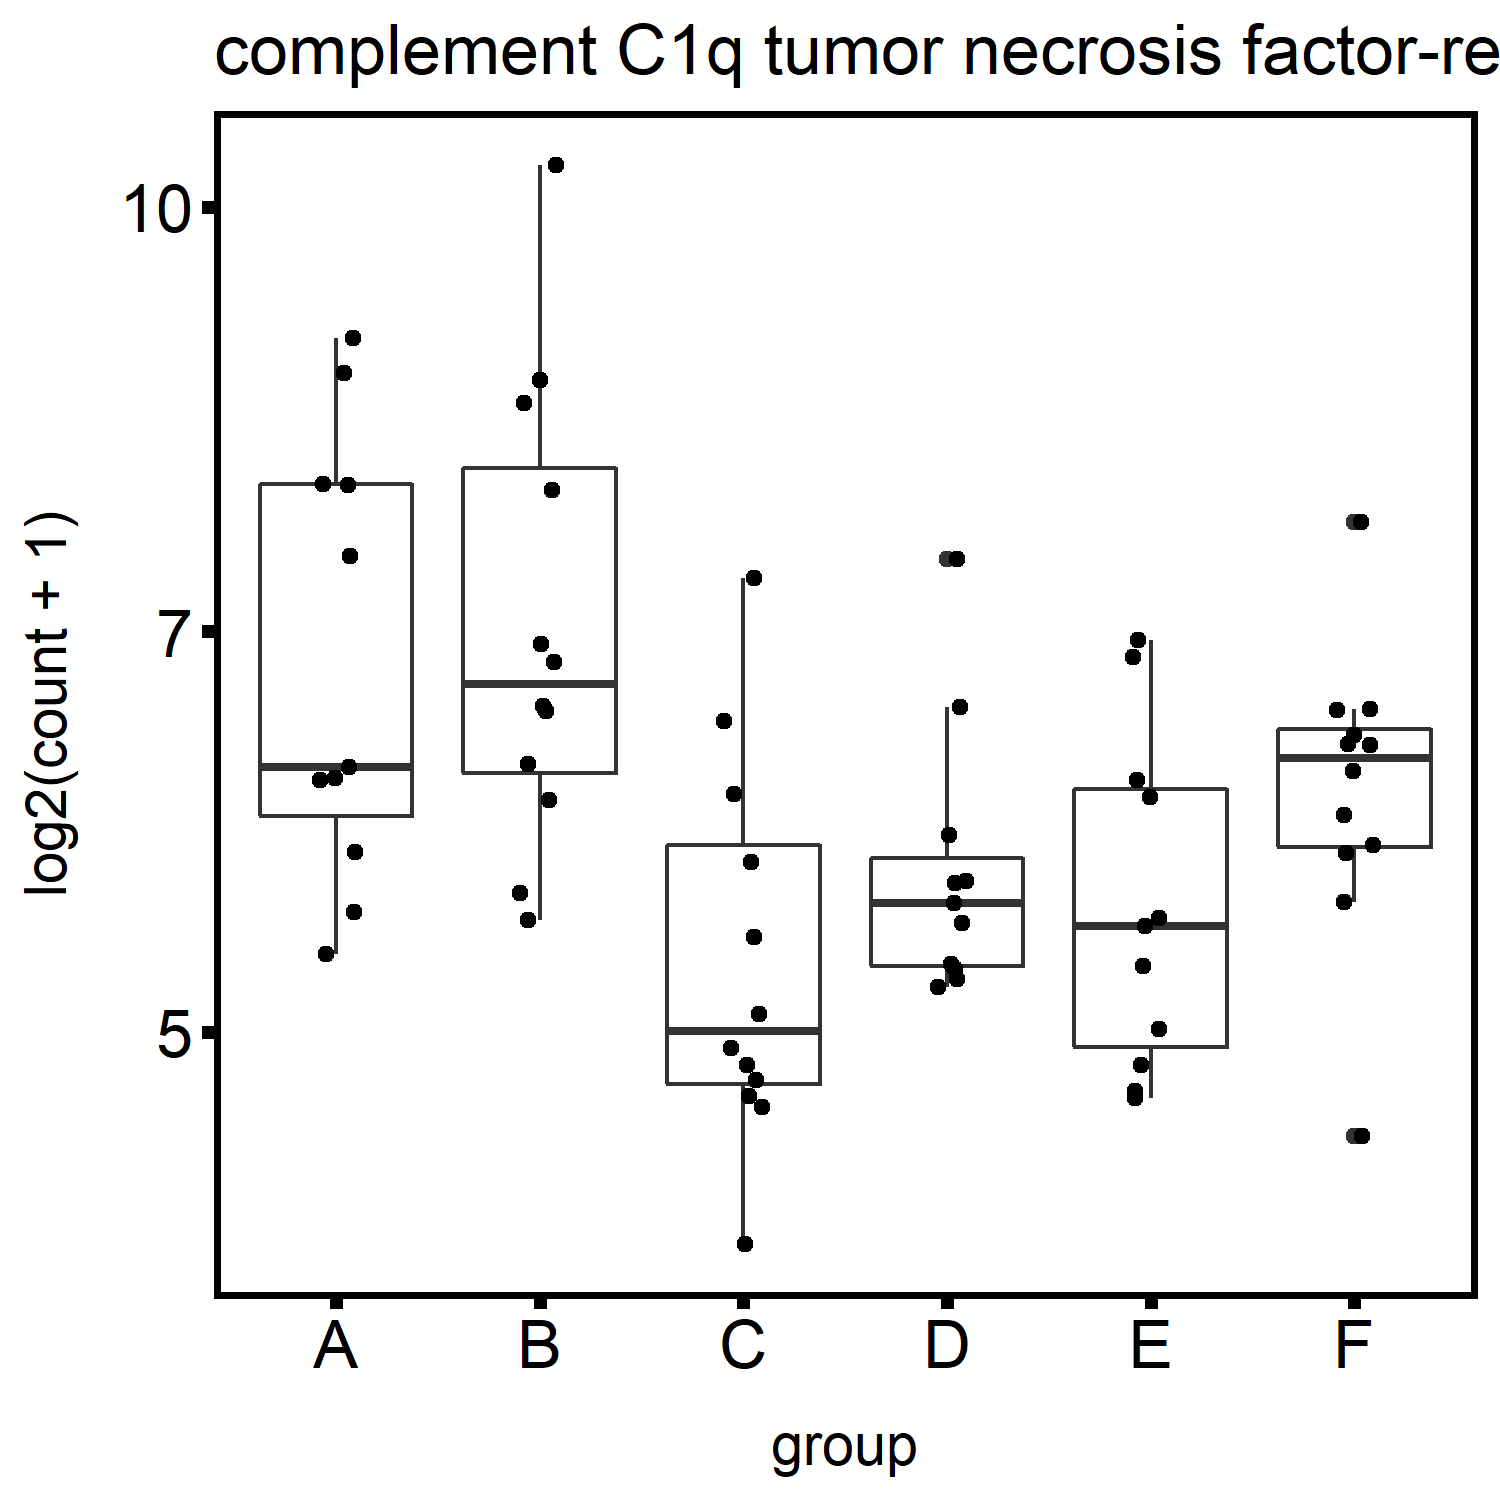 complement C1q tumor necrosis factor-re
10
7
5
log2(count + 1)
A B C D E F
group